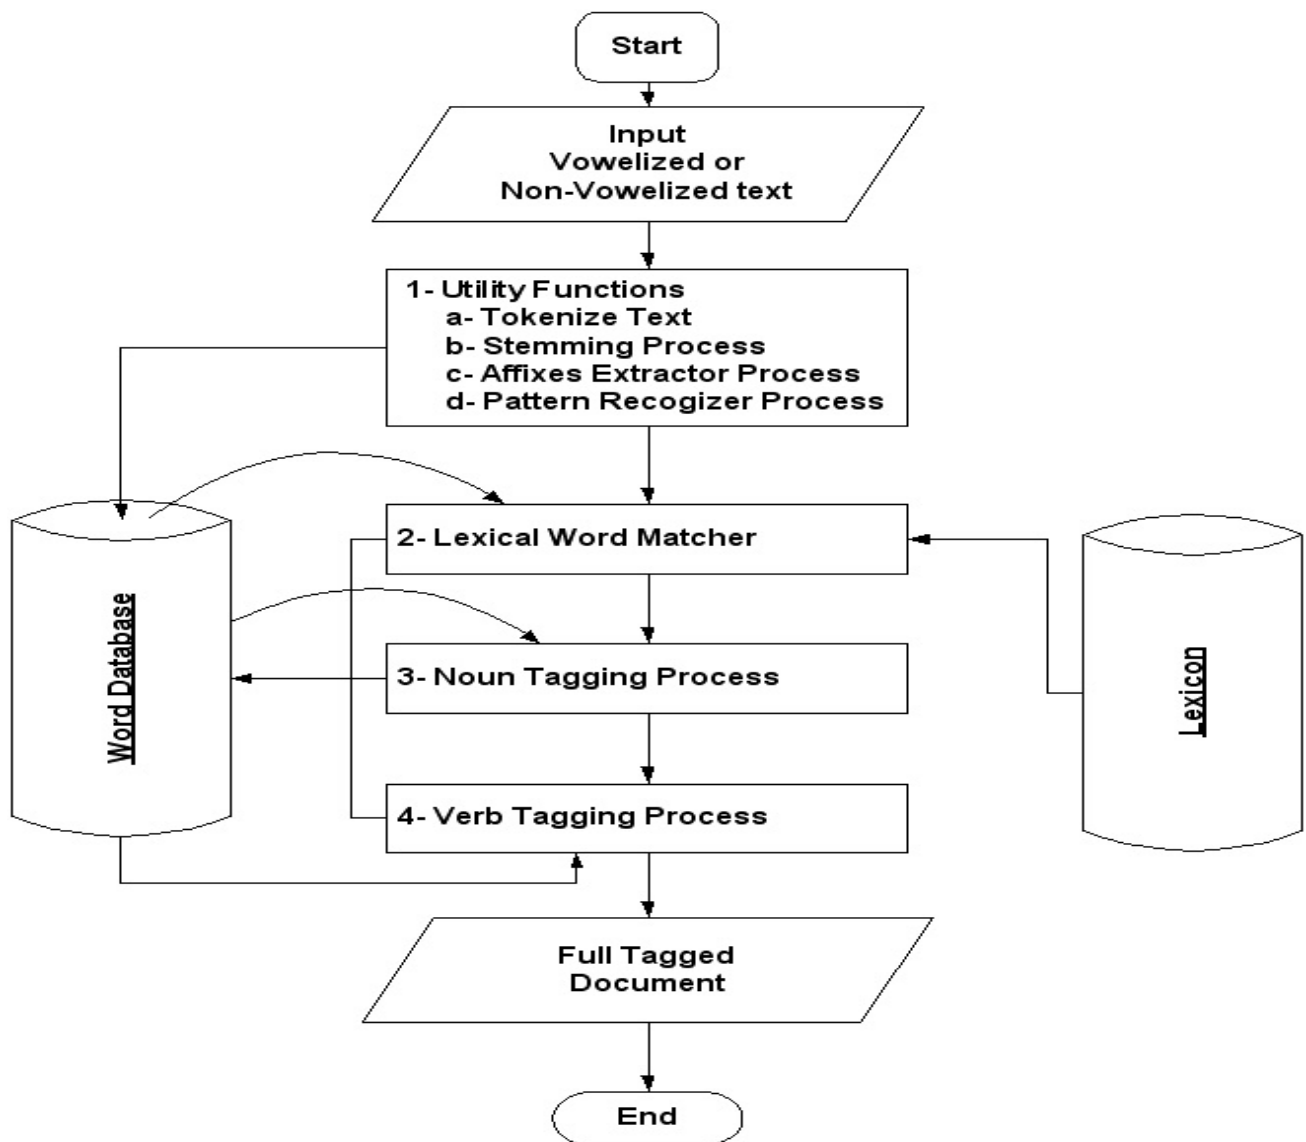 Start
Input
Vowelized or
Non-Vowelized text
1- Utility Functions
a- Tokenize Text
b- Stemming Process
c- Affixes Extractor Process
d- Pattern Recogizer Process
2- Lexical Word Matcher
Word Database
3- Noun Tagging Process
Lexicon
4- Verb Tagging Process
Full Tagged
Document
End